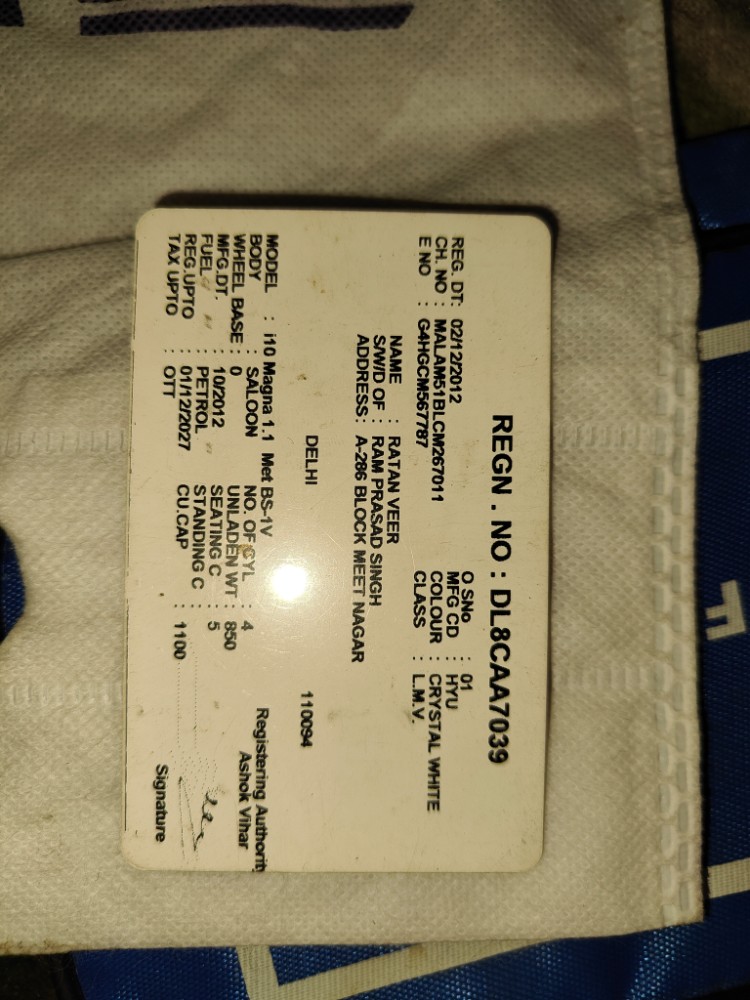 REGN . NO : DL8CAA7039
REG. DT: 02/12/2012 O SNo : 01
CH. NO : MALAM51BLCM267011 MFG CD : HYU
E NO : G4HGCM567787 COLOUR : CRYSTAL WHITE
CLASS : L.M.V.
NAME : RATAN VEER
S/W/D OF : RAM PRASAD SINGH
ADDRESS: A-286 BLOCK MEET NAGAR
DELHI 110094
MODEL : i10 Magna 1.1 Met BS-1V
BODY : SALOON NO. OF CYL : 4
WHEEL BASE : 0 UNLADEN WT : 850
MFG.DT. : 10/2012 SEATING C : 5
FUEL : PETROL STANDING C :
REG.UPTO : 01/12/2027 CU.CAP : 1100
TAX UPTO : OTT
Registering Authority
Ashok Vihar
Signature